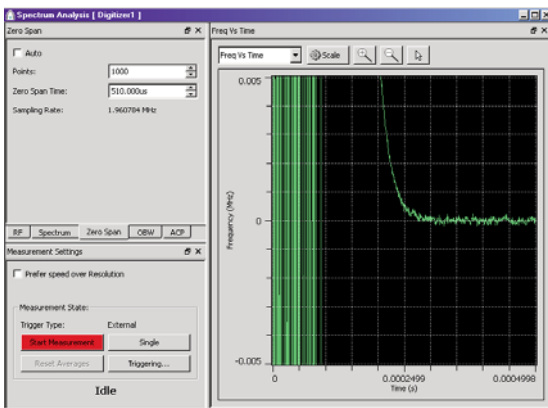 Spectrum Analysis [ Digitizer1 ]
Zero Span
Auto
Points: 1000
Zero Span Time: 510.000us
Sampling Rate: 1.960784 MHz
RF Spectrum Zero Span OBW ACP
Measurement Settings
Prefer speed over Resolution
Measurement State:
Trigger Type: External
Start Measurement Single
Reset Averages Triggering...
Idle
Freq Vs Time
Freq Vs Time Scale
0.005
Frequency (MHz)
0
-0.005
0 0.0002499 0.0004998
Time (s)